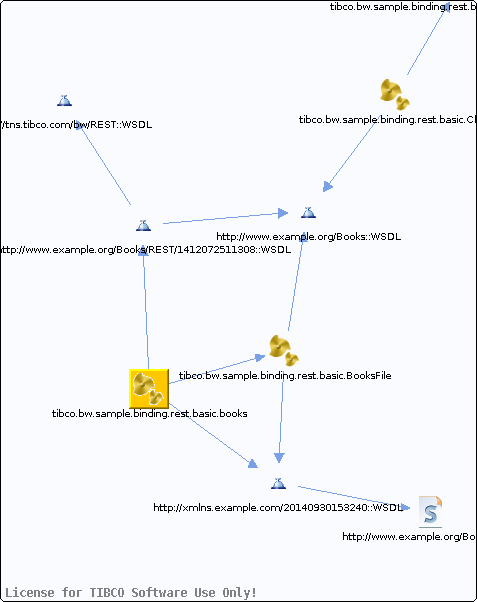 tibco.bw.sample.binding.rest.b
tibco.bw.sample.binding.rest.basic.Cl
/tns.tibco.com/bw/REST::WSDL
http://www.example.org/Books::WSDL
http://www.example.org/Books/REST/1412072511308::WSDL
tibco.bw.sample.binding.rest.basic.BooksFile
tibco.bw.sample.binding.rest.basic.books
http://xmlns.example.com/20140930153240::WSDL
http://www.example.org/Bo
License for TIBCO Software Use Only!